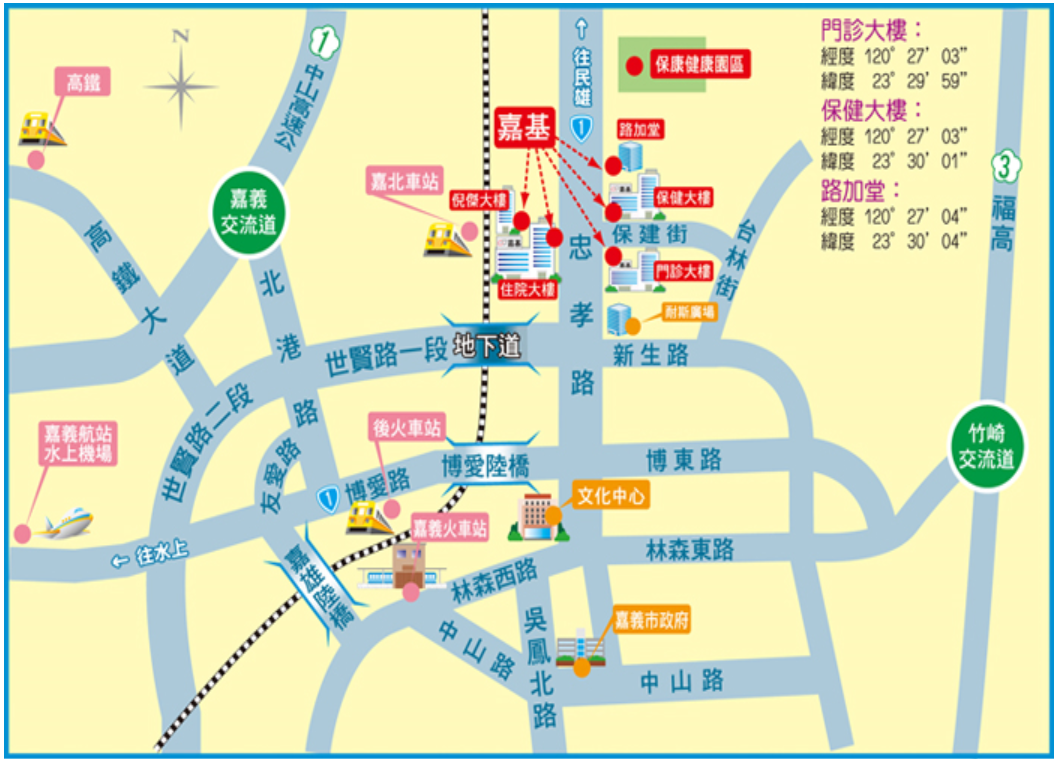 N
高鐵
1
中山高速公
嘉義
交流道
高鐵大道
北港路
世賢路一段
世賢路二段
地下道
嘉北車站
往民雄
1
保康健康園區
嘉基
路加堂
保健大樓
嘉基
倪傑大樓
嘉基
住院大樓
保建街
嘉基
門診大樓
耐斯廣場
忠孝路
台林街
新生路
門診大樓：
經度 120° 27' 03"
緯度 23° 29' 59"
保健大樓：
經度 120° 27' 03"
緯度 23° 30' 01"
路加堂：
經度 120° 27' 04"
緯度 23° 30' 04"
3
福高
竹崎
交流道
嘉義航站
水上機場
往水上
友愛路
1
博愛路
後火車站
博愛陸橋
博東路
文化中心
嘉義火車站
嘉雄陸橋
林森西路
林森東路
中山路
吳鳳北路
嘉義市政府
中山路